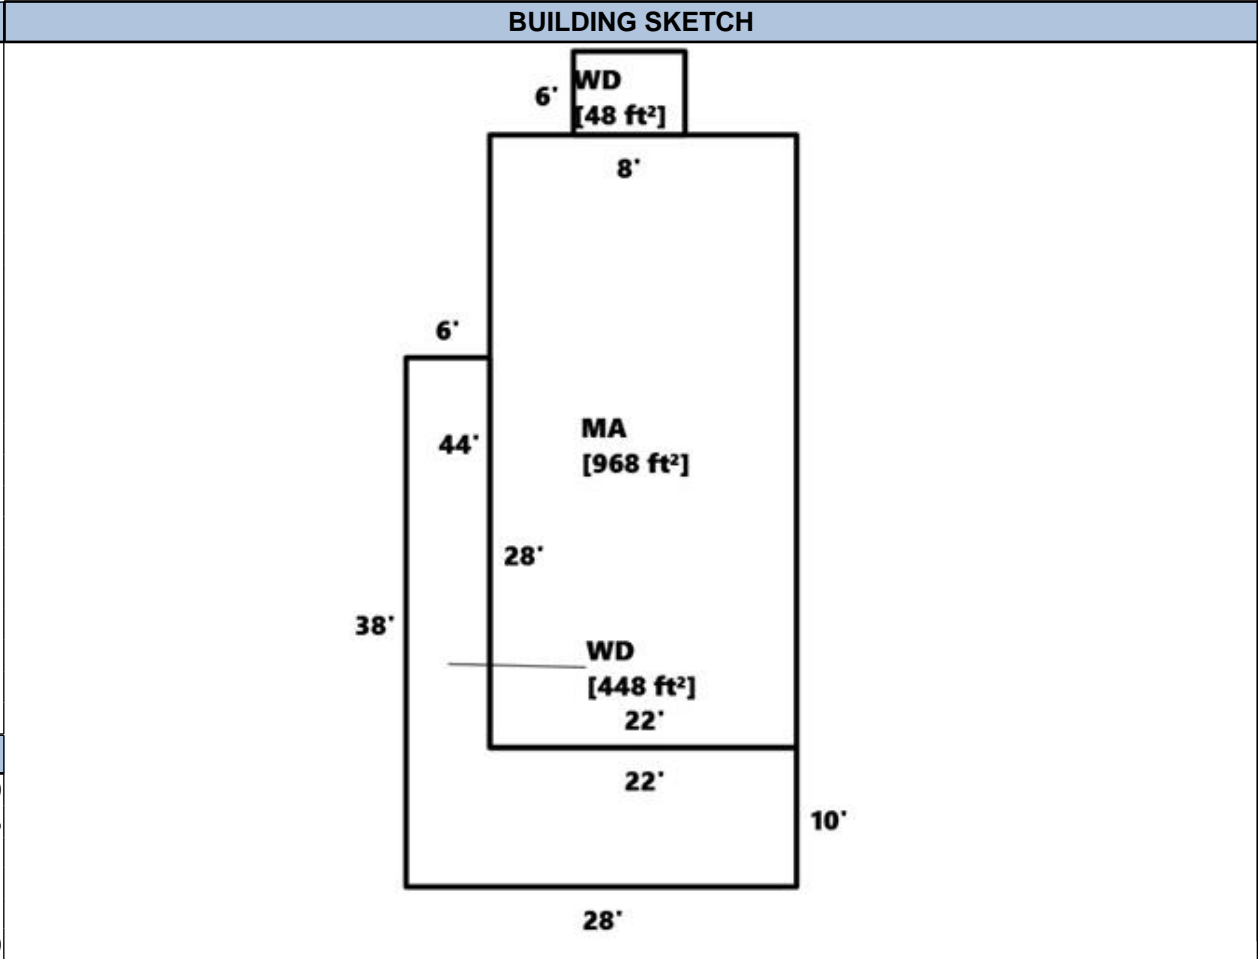 BUILDING SKETCH
WD
6'
[48 ft²]
8'
6'
MA
44'
[968 ft²]
28'
38'
WD
[448 ft²]
22'
22'
10'
28'